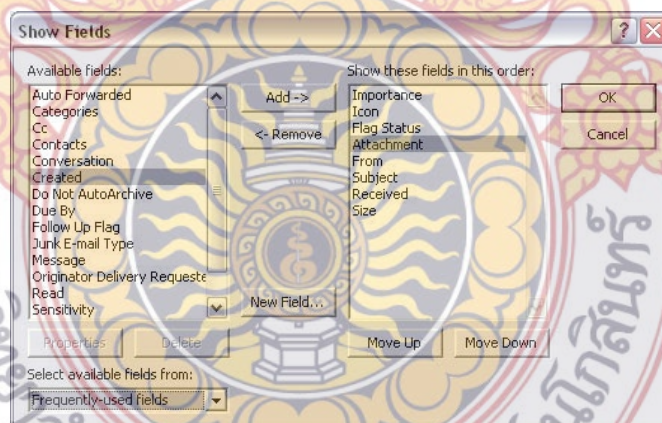 Show Fields
Available fields:
Auto Forwarded
Categories
Cc
Contacts
Conversation
Created
Do Not AutoArchive
Due By
Follow Up Flag
Junk E-mail Type
Message
Originator Delivery Requeste
Read
Sensitivity
Properties
Delete
Select available fields from:
Frequently-used fields
Add ->
<- Remove
New Field...
Show these fields in this order:
Importance
Icon
Flag Status
Attachment
From
Subject
Received
Size
Move Up
Move Down
OK
Cancel